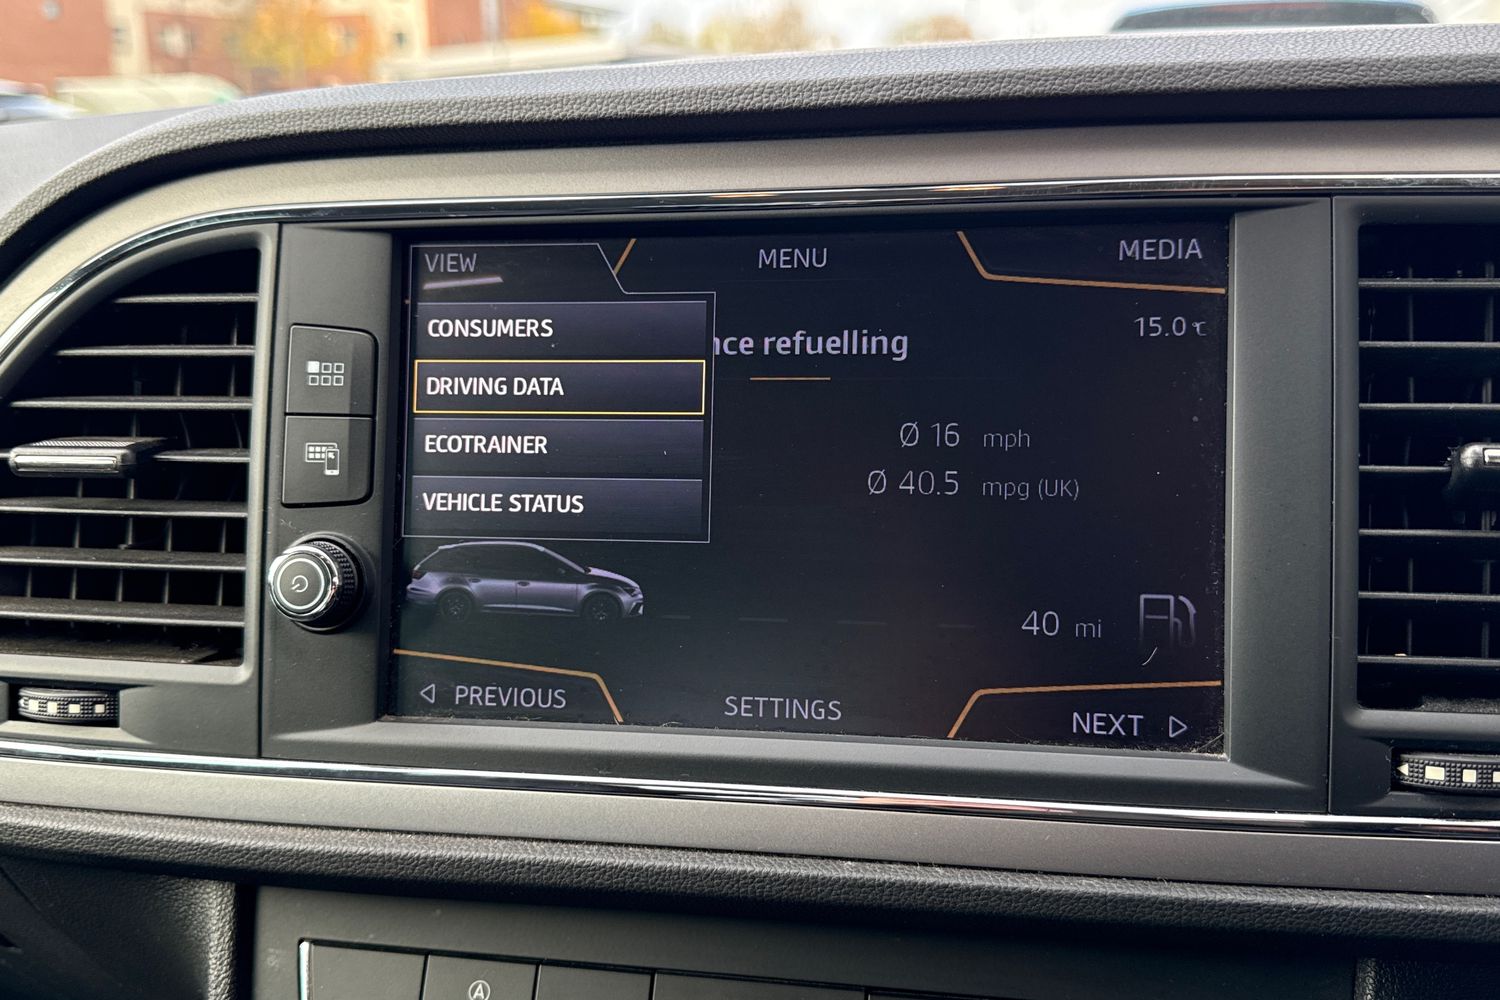 VIEW
MENU
MEDIA
CONSUMERS
DRIVING DATA
ECOTRAINER
VEHICLE STATUS
nce refuelling
15.0 °C
Ø 16 mph
Ø 40.5 mpg (UK)
40 mi
◁ PREVIOUS
SETTINGS
NEXT ▷
A